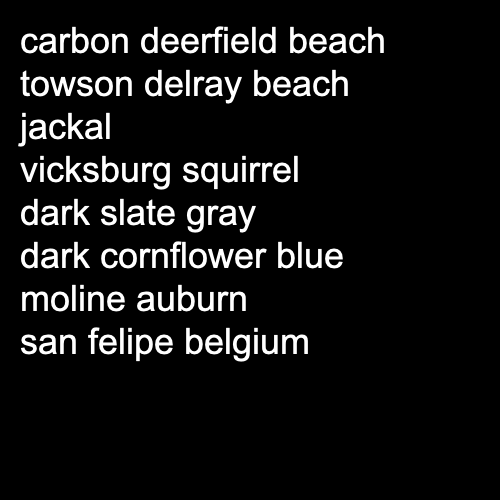 carbon deerfield beach
towson delray beach
jackal
vicksburg squirrel
dark slate gray
dark cornflower blue
moline auburn
san felipe belgium